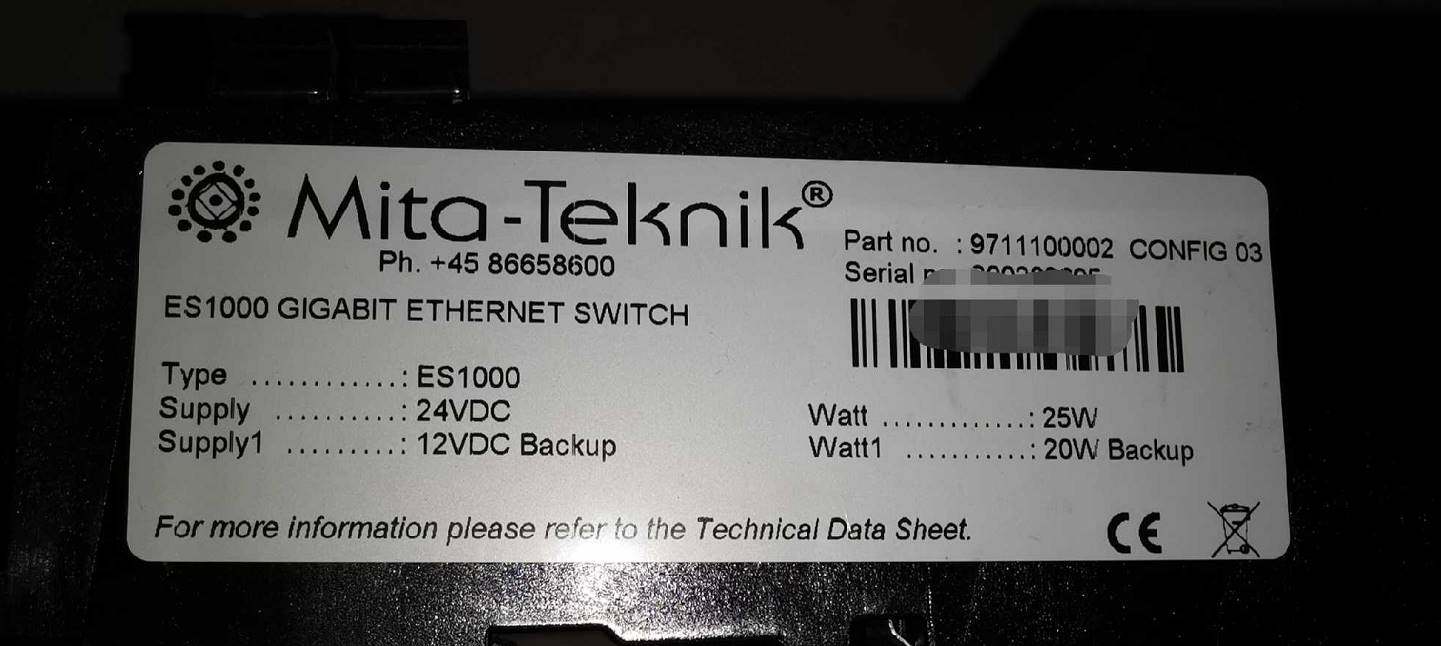 Mita-Teknik®
Ph. +45 86658600
Part no. : 9711100002 CONFIG 03
Serial
ES1000 GIGABIT ETHERNET SWITCH
Type ............: ES1000
Supply ..........: 24VDC
Supply1 .........: 12VDC Backup
Watt .............: 25W
Watt1 ...........: 20W Backup
For more information please refer to the Technical Data Sheet.
CE